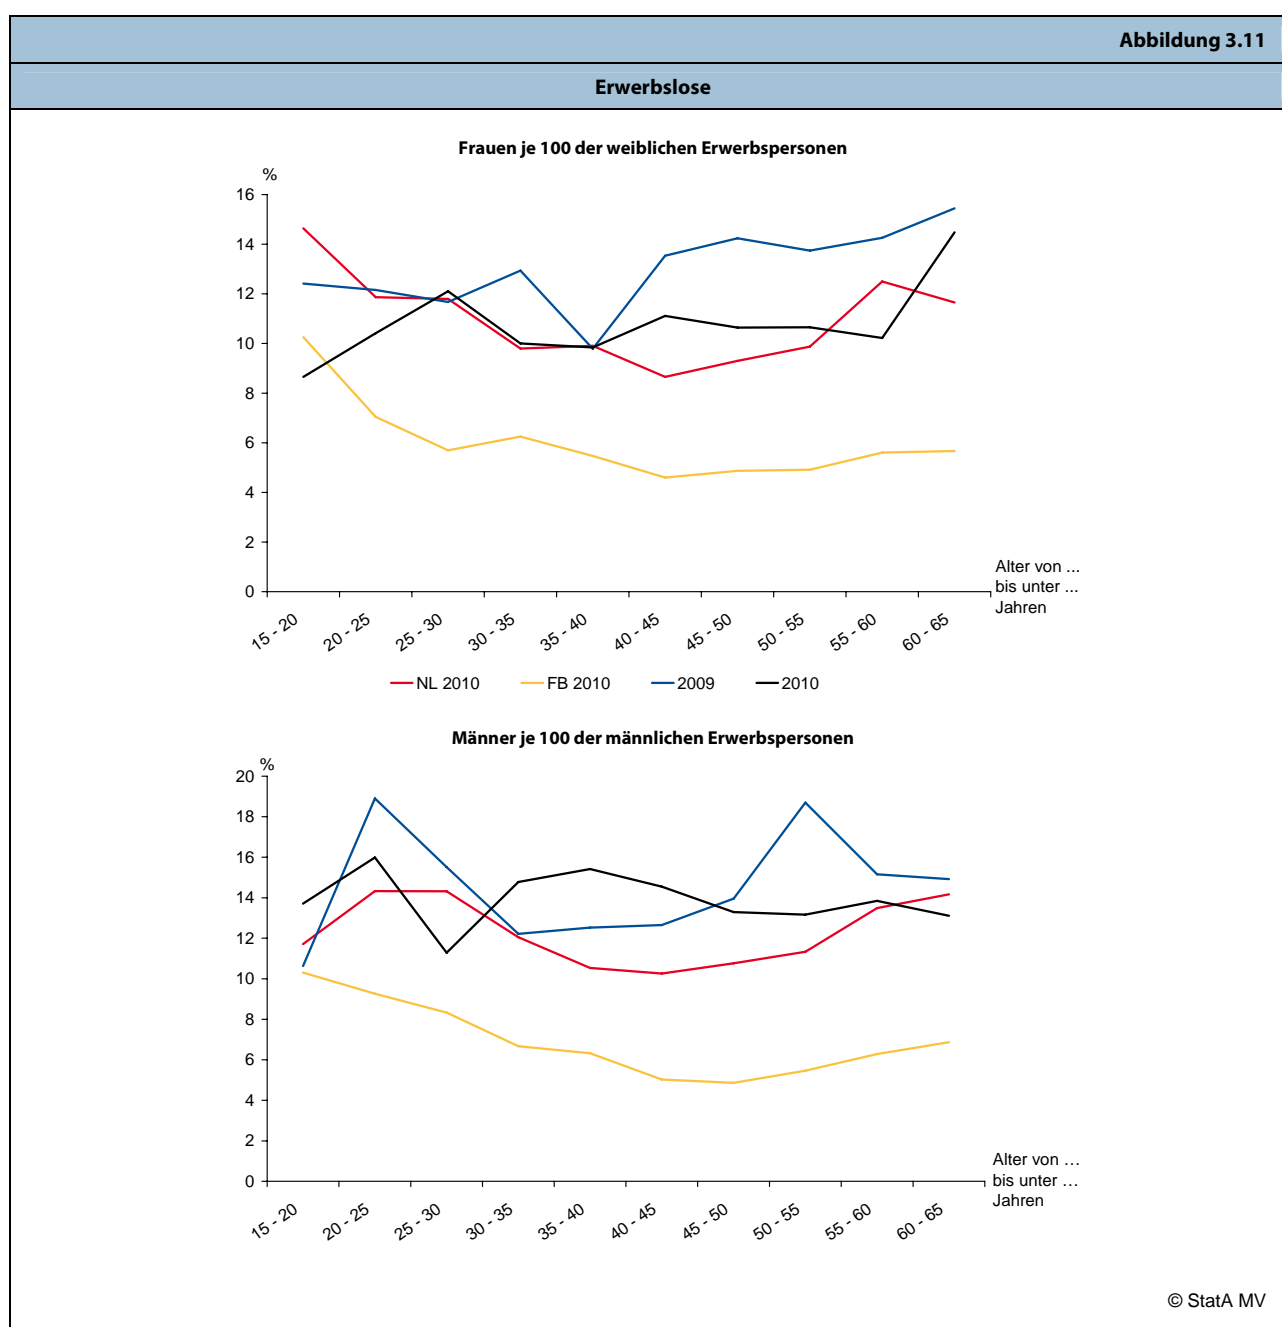 Abbildung 3.11
Erwerbslose
Frauen je 100 der weiblichen Erwerbspersonen
%
16
14
12
10
8
6
4
2
0
Alter von ...
bis unter ...
Jahren
15 - 20
20 - 25
25 - 30
30 - 35
35 - 40
40 - 45
45 - 50
50 - 55
55 - 60
60 - 65
NL 2010 FB 2010 2009 2010
Männer je 100 der männlichen Erwerbspersonen
%
20
18
16
14
12
10
8
6
4
2
0
Alter von …
bis unter …
Jahren
15 - 20
20 - 25
25 - 30
30 - 35
35 - 40
40 - 45
45 - 50
50 - 55
55 - 60
60 - 65
© StatA MV